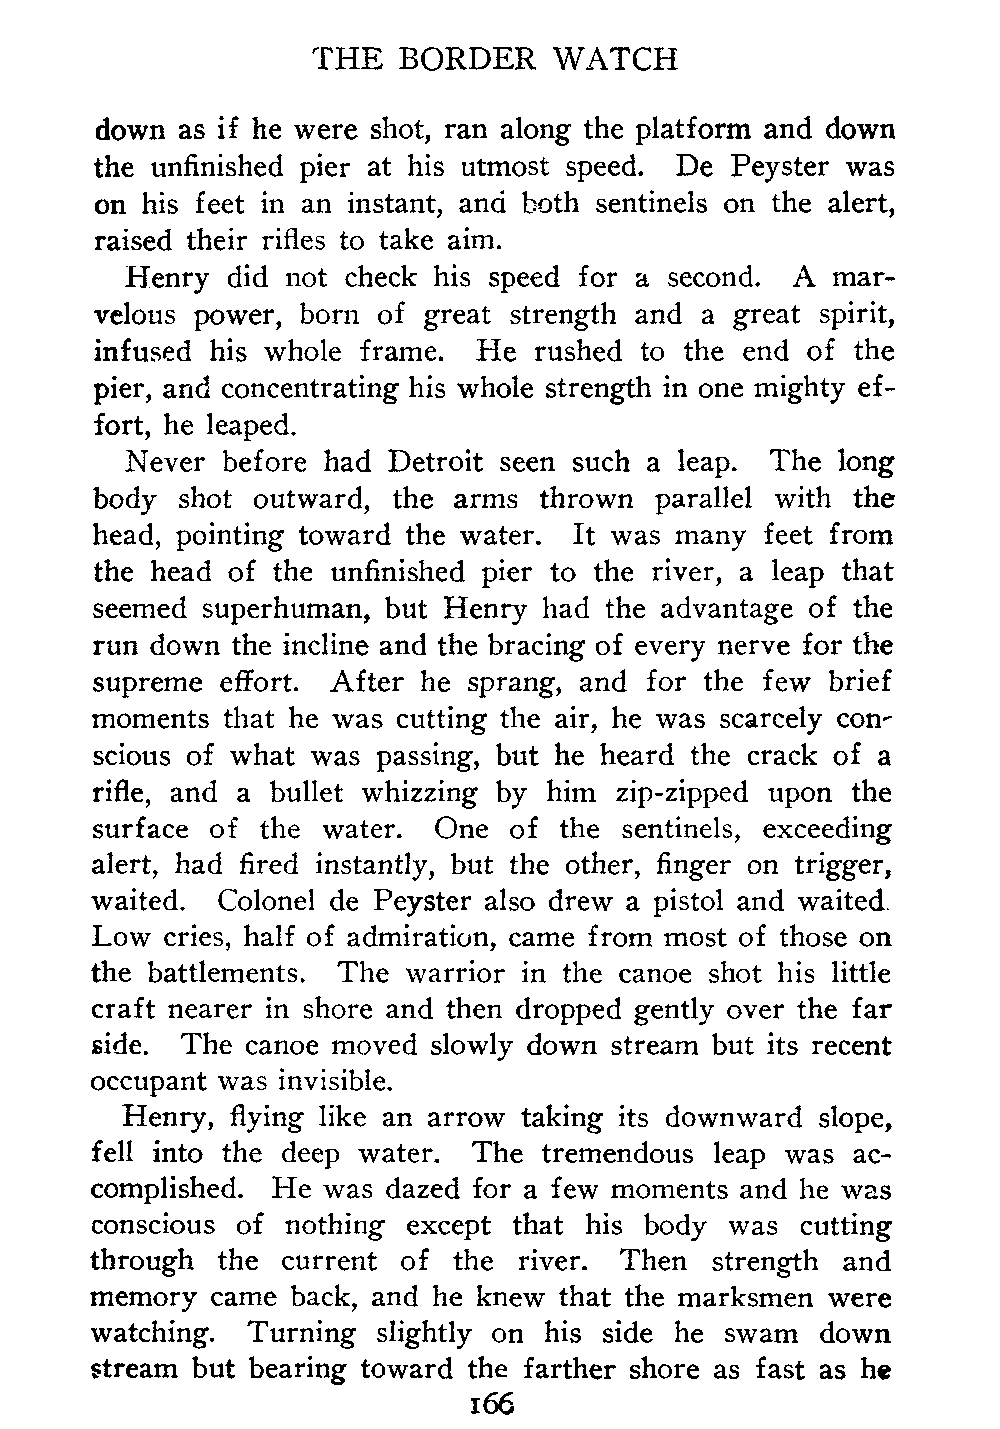 THE BORDER WATCH
down as if he were shot, ran along the platform and down
the unfinished pier at his utmost speed. De Peyster was
on his feet in an instant, and both sentinels on the alert,
raised their rifles to take aim.
Henry did not check his speed for a second. A mar-
velous power, born of great strength and a great spirit,
infused his whole frame. He rushed to the end of the
pier, and concentrating his whole strength in one mighty ef-
fort, he leaped.
Never before had Detroit seen such a leap. The long
body shot outward, the arms thrown parallel with the
head, pointing toward the water. It was many feet from
the head of the unfinished pier to the river, a leap that
seemed superhuman, but Henry had the advantage of the
run down the incline and the bracing of every nerve for the
supreme effort. After he sprang, and for the few brief
moments that he was cutting the air, he was scarcely con-
scious of what was passing, but he heard the crack of a
rifle, and a bullet whizzing by him zip-zipped upon the
surface of the water. One of the sentinels, exceeding
alert, had fired instantly, but the other, finger on trigger,
waited. Colonel de Peyster also drew a pistol and waited.
Low cries, half of admiration, came from most of those on
the battlements. The warrior in the canoe shot his little
craft nearer in shore and then dropped gently over the far
side. The canoe moved slowly down stream but its recent
occupant was invisible.
Henry, flying like an arrow taking its downward slope,
fell into the deep water. The tremendous leap was ac-
complished. He was dazed for a few moments and he was
conscious of nothing except that his body was cutting
through the current of the river. Then strength and
memory came back, and he knew that the marksmen were
watching. Turning slightly on his side he swam down
stream but bearing toward the farther shore as fast as he
166